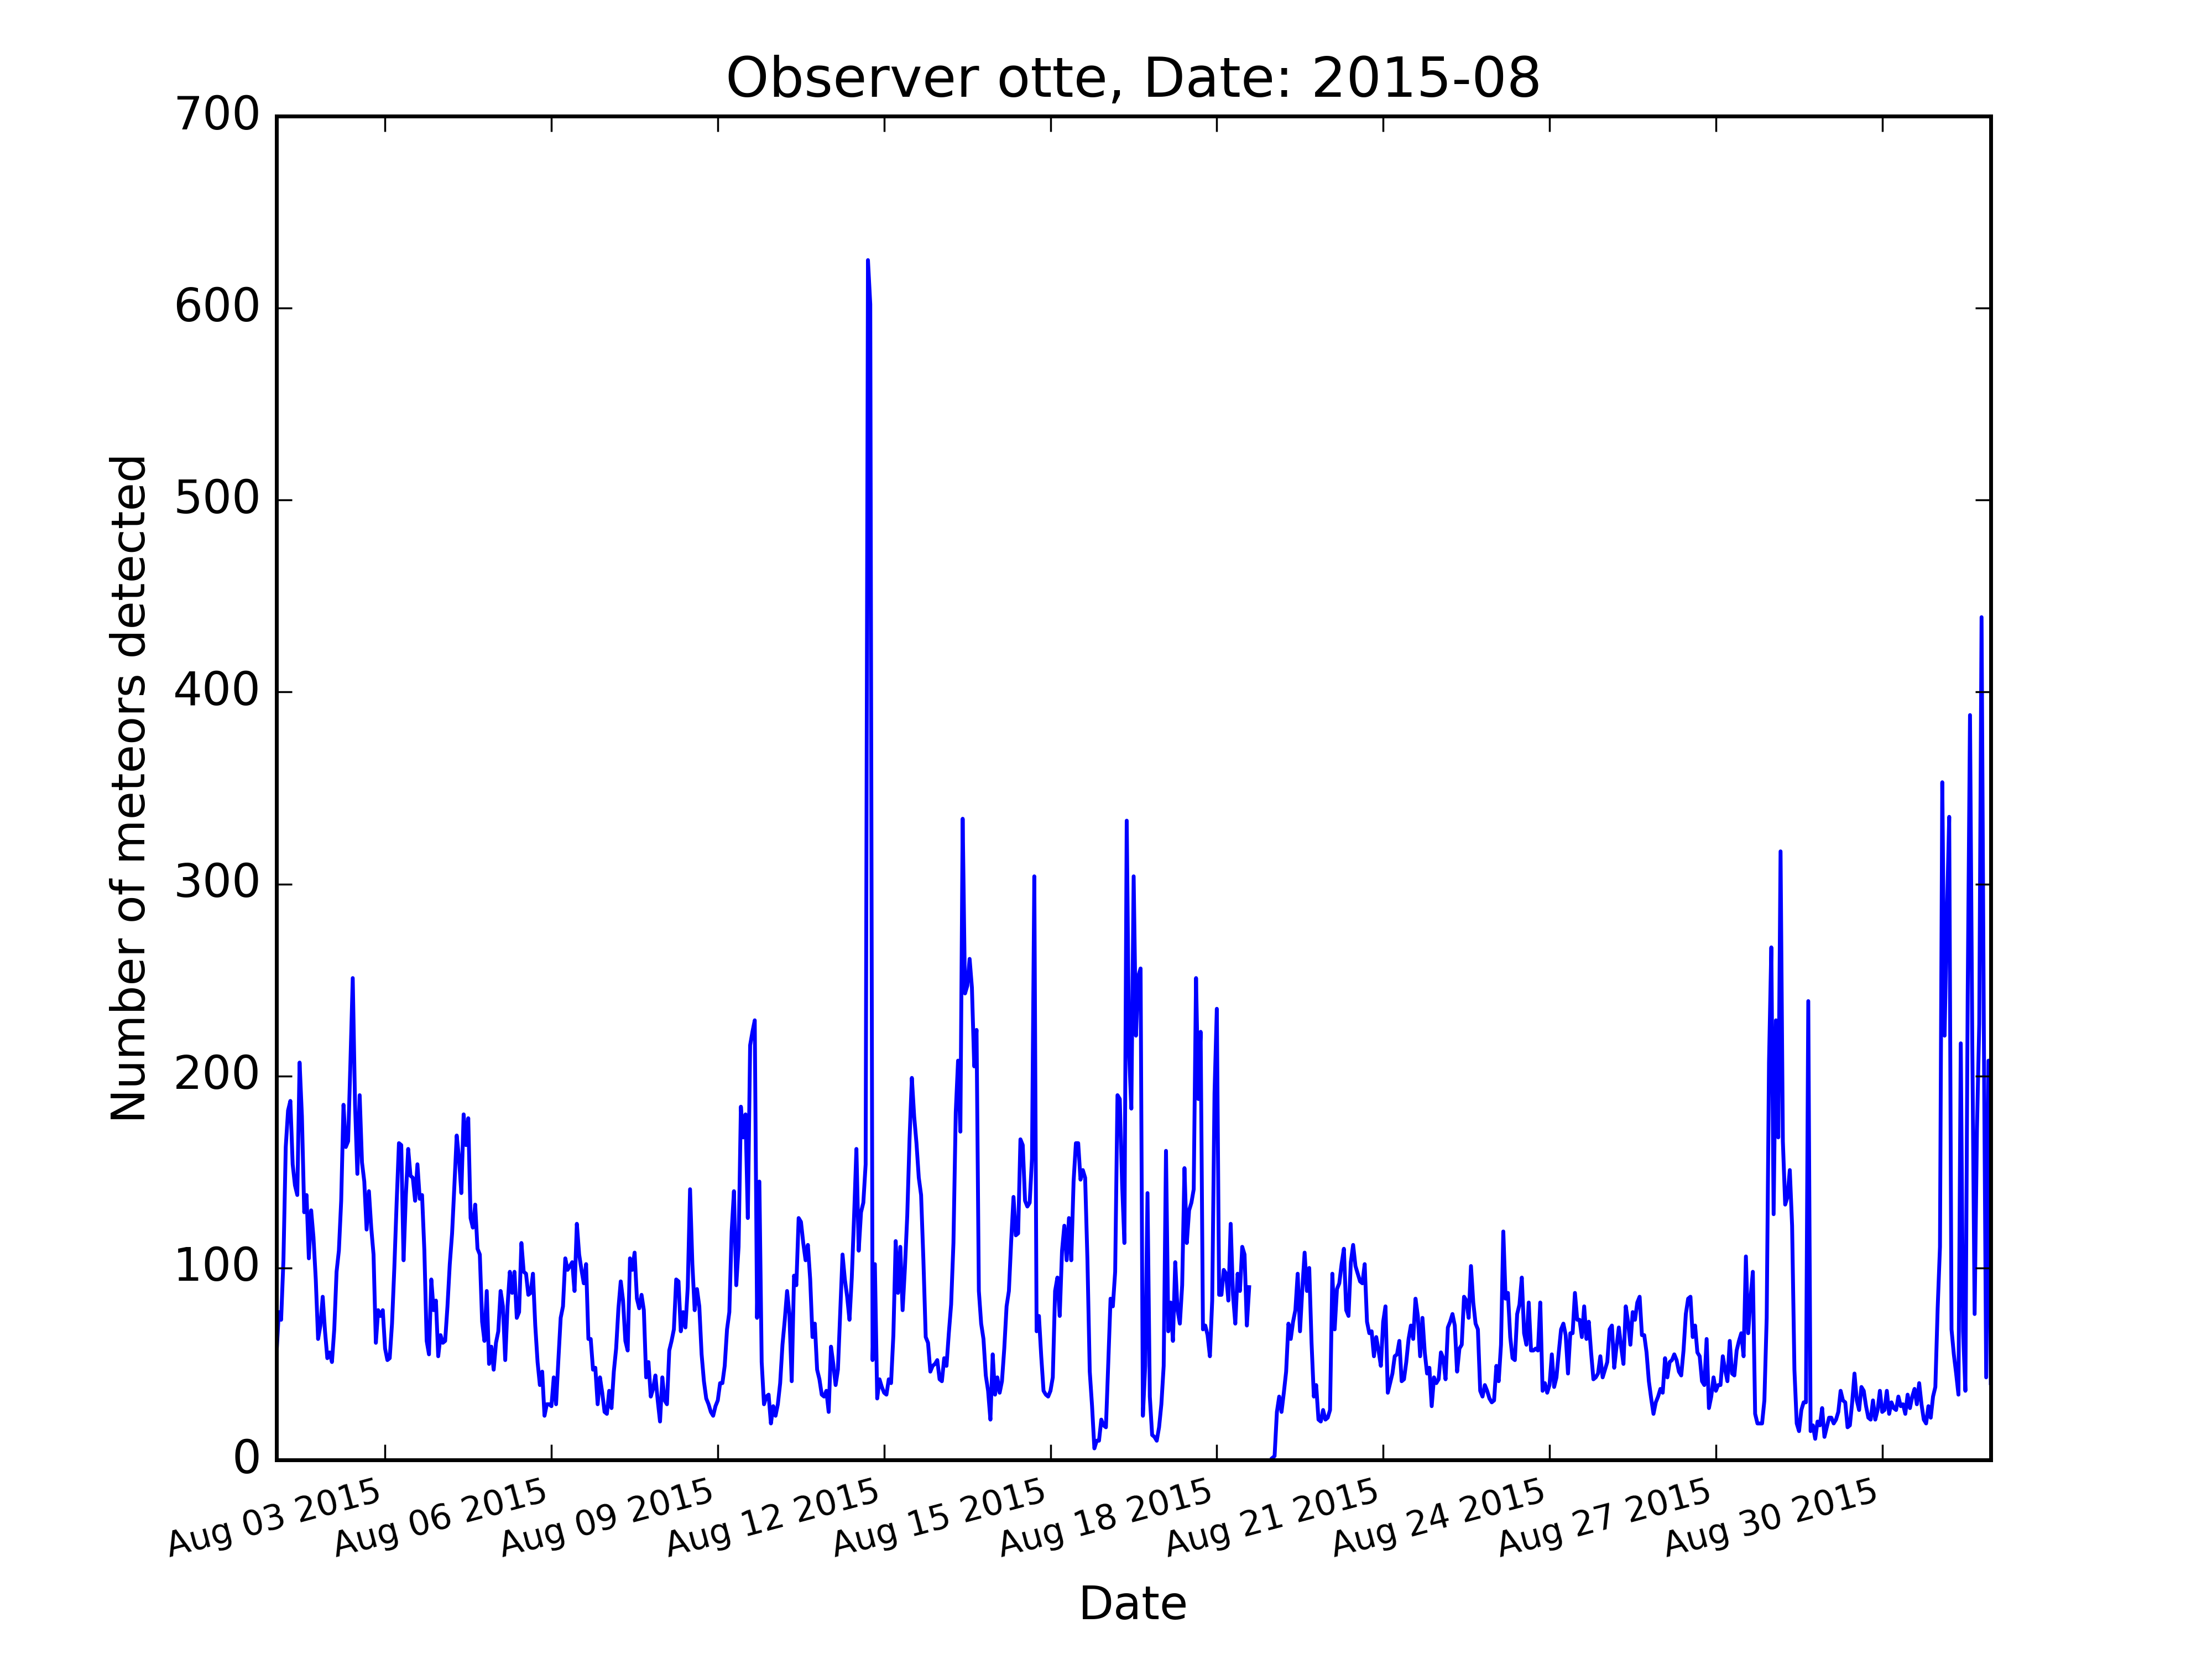 Observer otte, Date: 2015-08
Number of meteors detected
700
600
500
400
300
200
100
0
Aug 03 2015
Aug 06 2015
Aug 09 2015
Aug 12 2015
Aug 15 2015
Aug 18 2015
Aug 21 2015
Aug 24 2015
Aug 27 2015
Aug 30 2015
Date